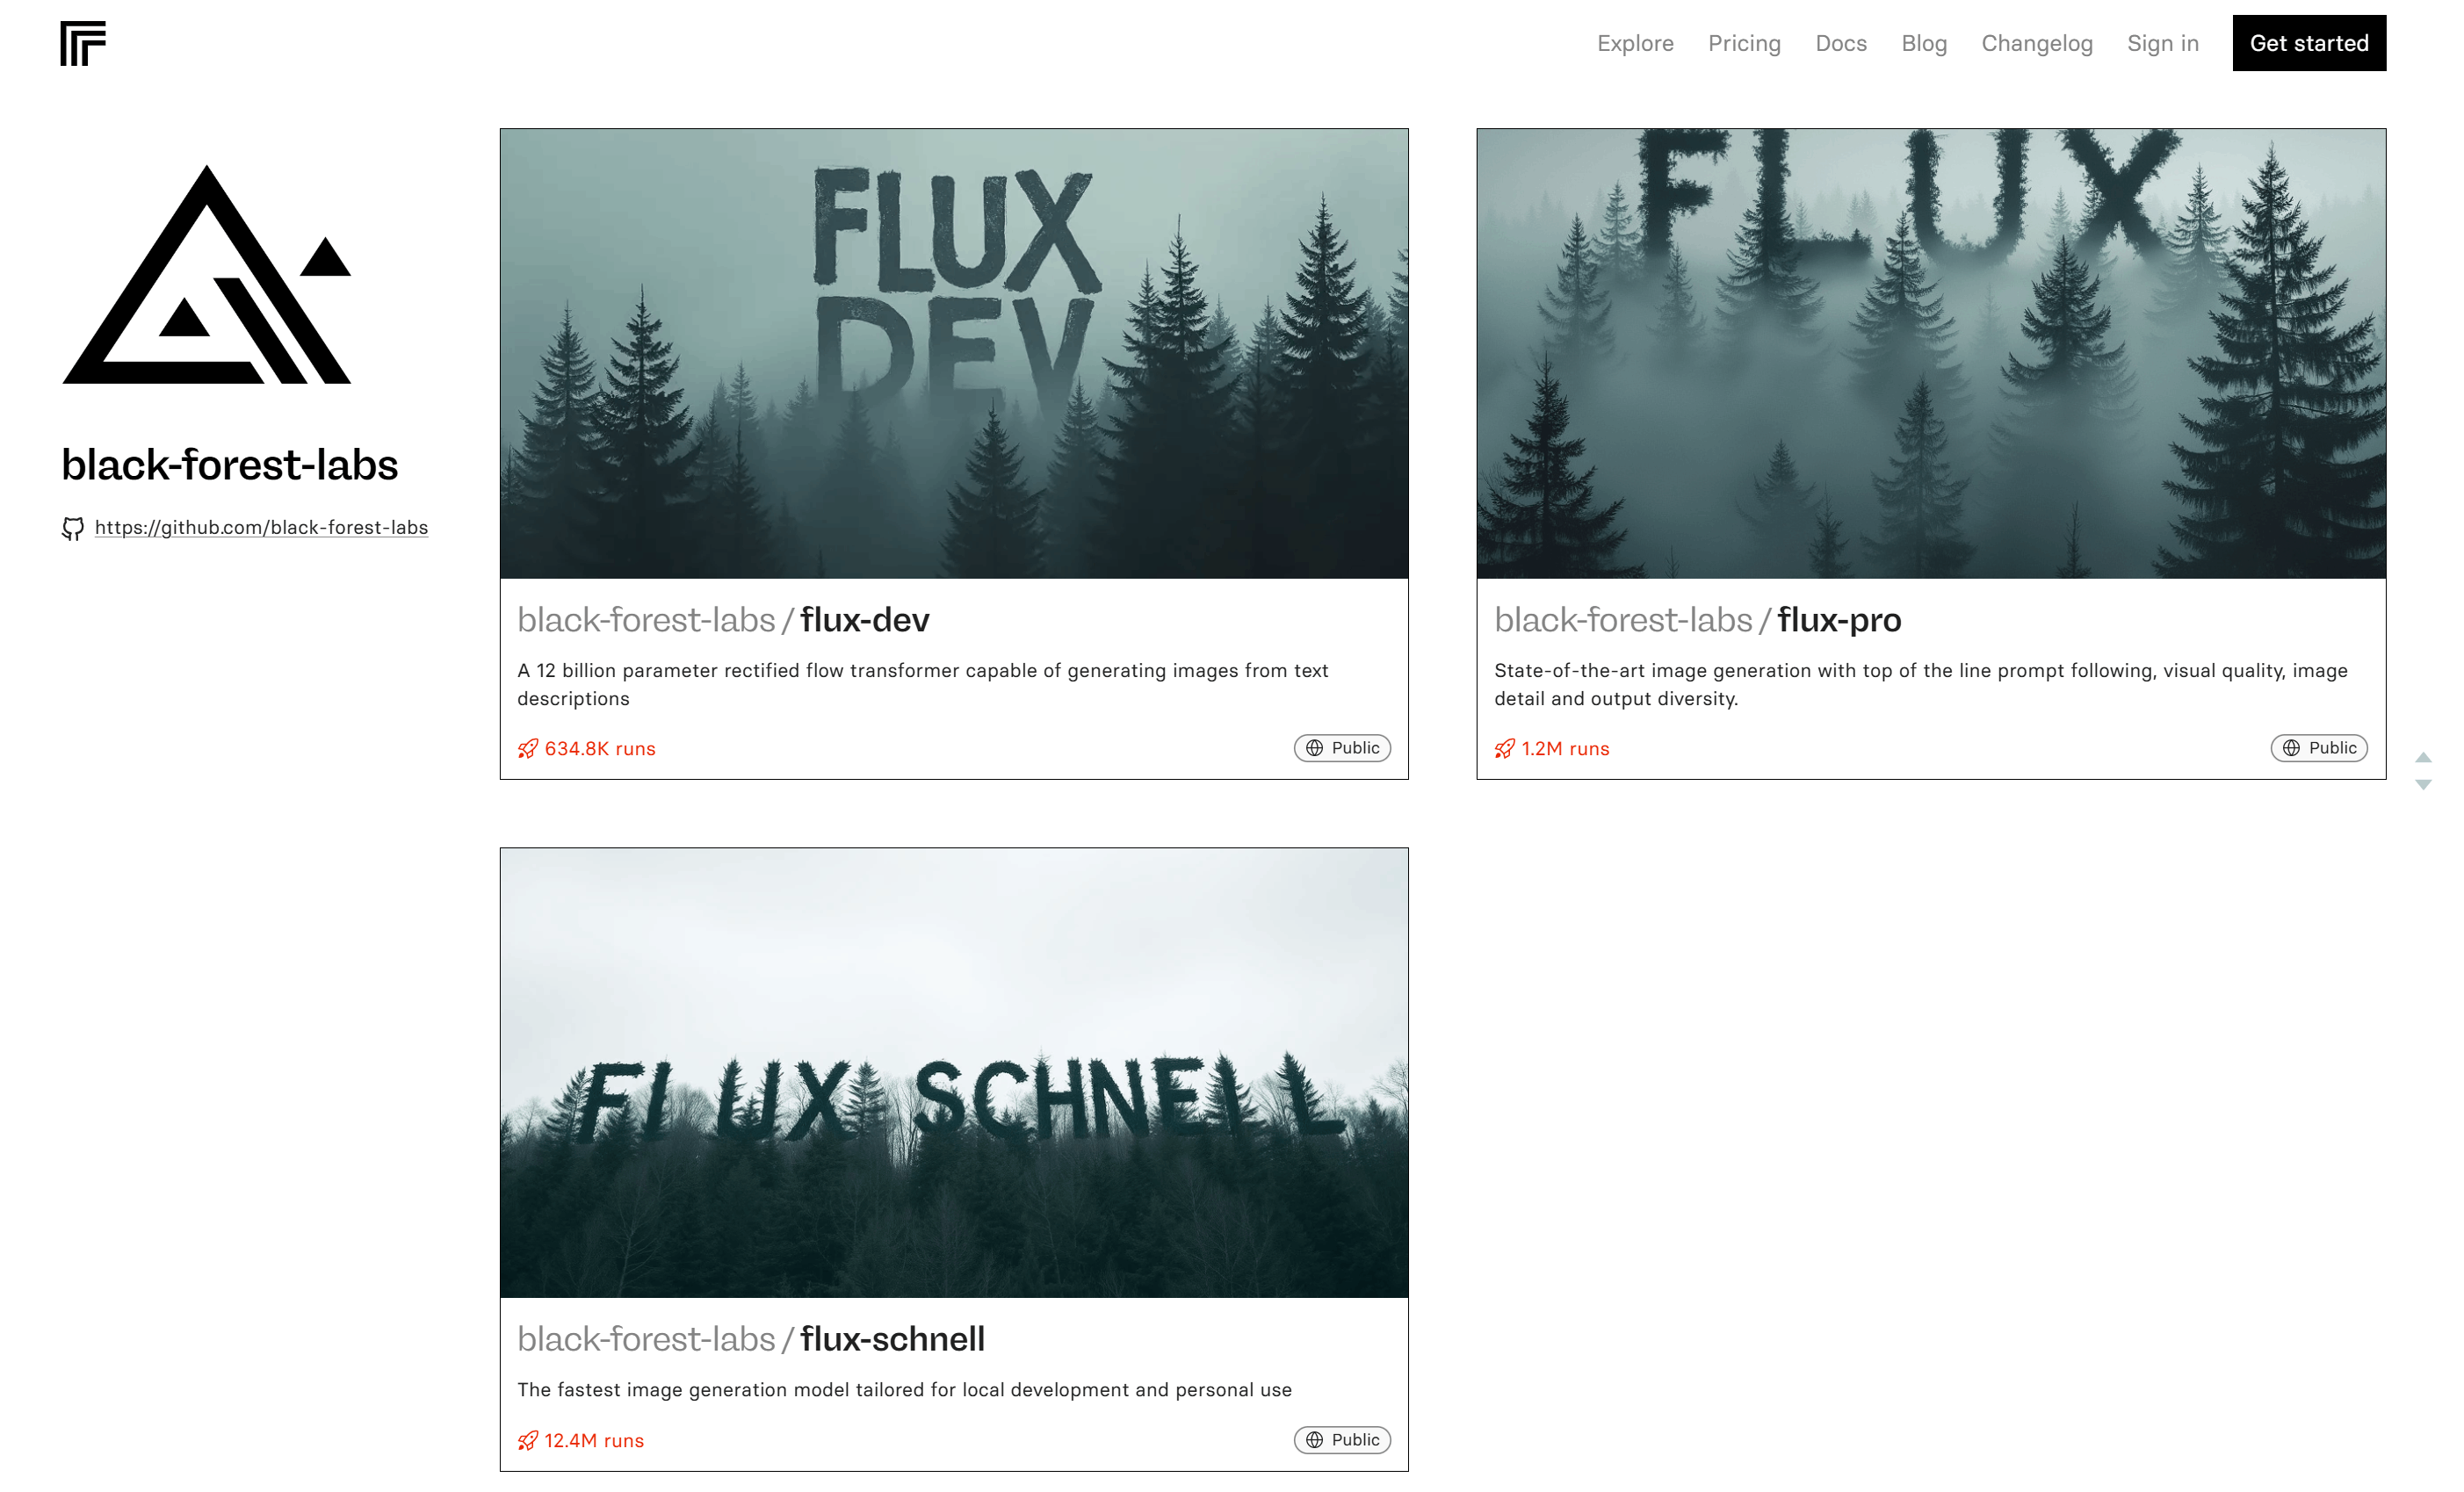 Explore Pricing Docs Blog Changelog Sign in Get started
black-forest-labs
https://github.com/black-forest-labs
FLUX
DEV
black-forest-labs / flux-dev
A 12 billion parameter rectified flow transformer capable of generating images from text
descriptions
634.8K runs
Public
FLUX
black-forest-labs / flux-pro
State-of-the-art image generation with top of the line prompt following, visual quality, image
detail and output diversity.
1.2M runs
Public
FLUX SCHNELL
black-forest-labs / flux-schnell
The fastest image generation model tailored for local development and personal use
12.4M runs
Public